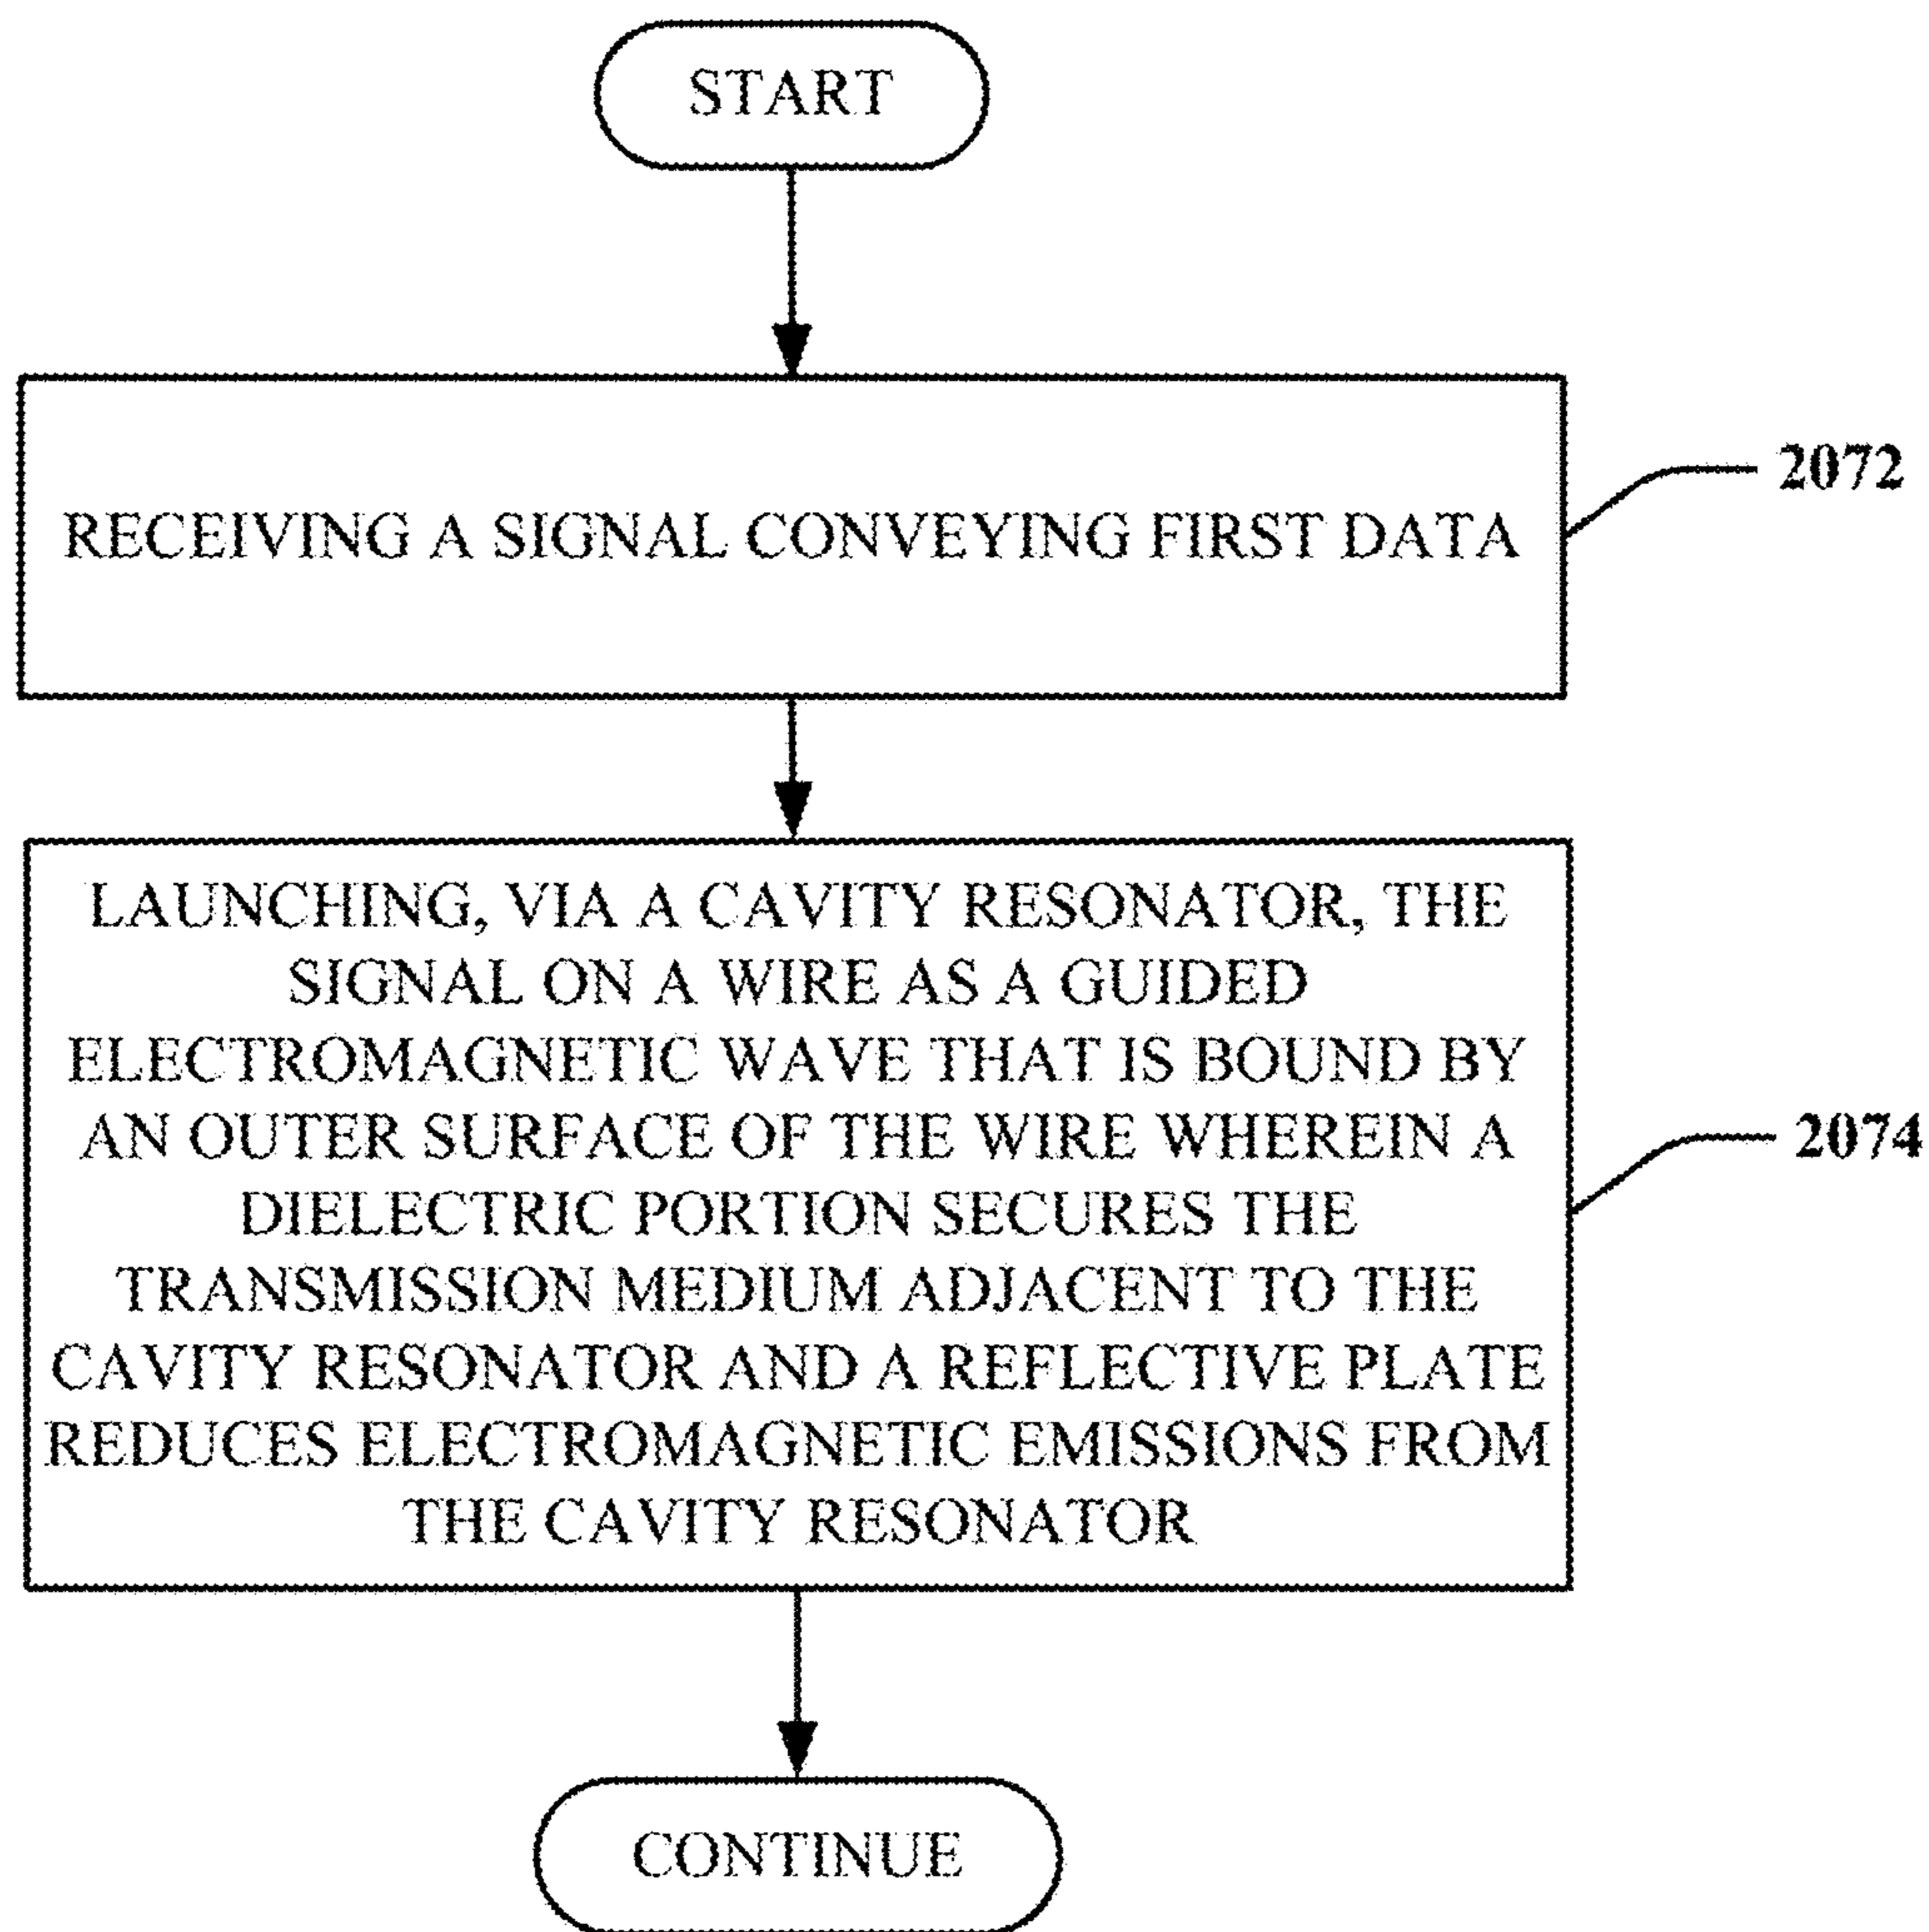 START
RECEIVING A SIGNAL CONVEYING FIRST DATA
2072
LAUNCHING, VIA A CAVITY RESONATOR, THE
SIGNAL ON A WIRE AS A GUIDED
ELECTROMAGNETIC WAVE THAT IS BOUND BY
AN OUTER SURFACE OF THE WIRE WHEREIN A
DIELECTRIC PORTION SECURES THE
TRANSMISSION MEDIUM ADJACENT TO THE
CAVITY RESONATOR AND A REFLECTIVE PLATE
REDUCES ELECTROMAGNETIC EMISSIONS FROM
THE CAVITY RESONATOR
2074
CONTINUE